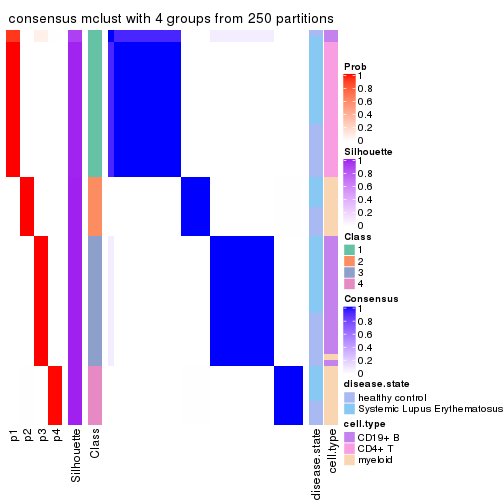 consensus mclust with 4 groups from 250 partitions
Prob
1
0.8
0.6
0.4
0.2
0
Silhouette
1
0.8
0.6
0.4
0.2
0
Class
1
2
3
4
Consensus
1
0.8
0.6
0.4
0.2
0
disease.state
healthy control
Systemic Lupus Erythematosus
cell.type
CD19+ B
CD4+ T
myeloid
p1
p2
p3
p4
Silhouette
Class
disease.state
cell.type